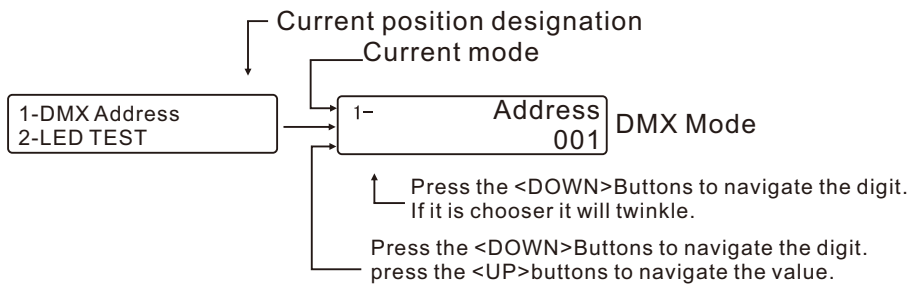 Current position designation
Current mode
1-DMX Address
2-LED TEST
1– Address
001
DMX Mode
Press the <DOWN>Buttons to navigate the digit.
If it is chooser it will twinkle.
Press the <DOWN>Buttons to navigate the digit.
press the <UP>buttons to navigate the value.